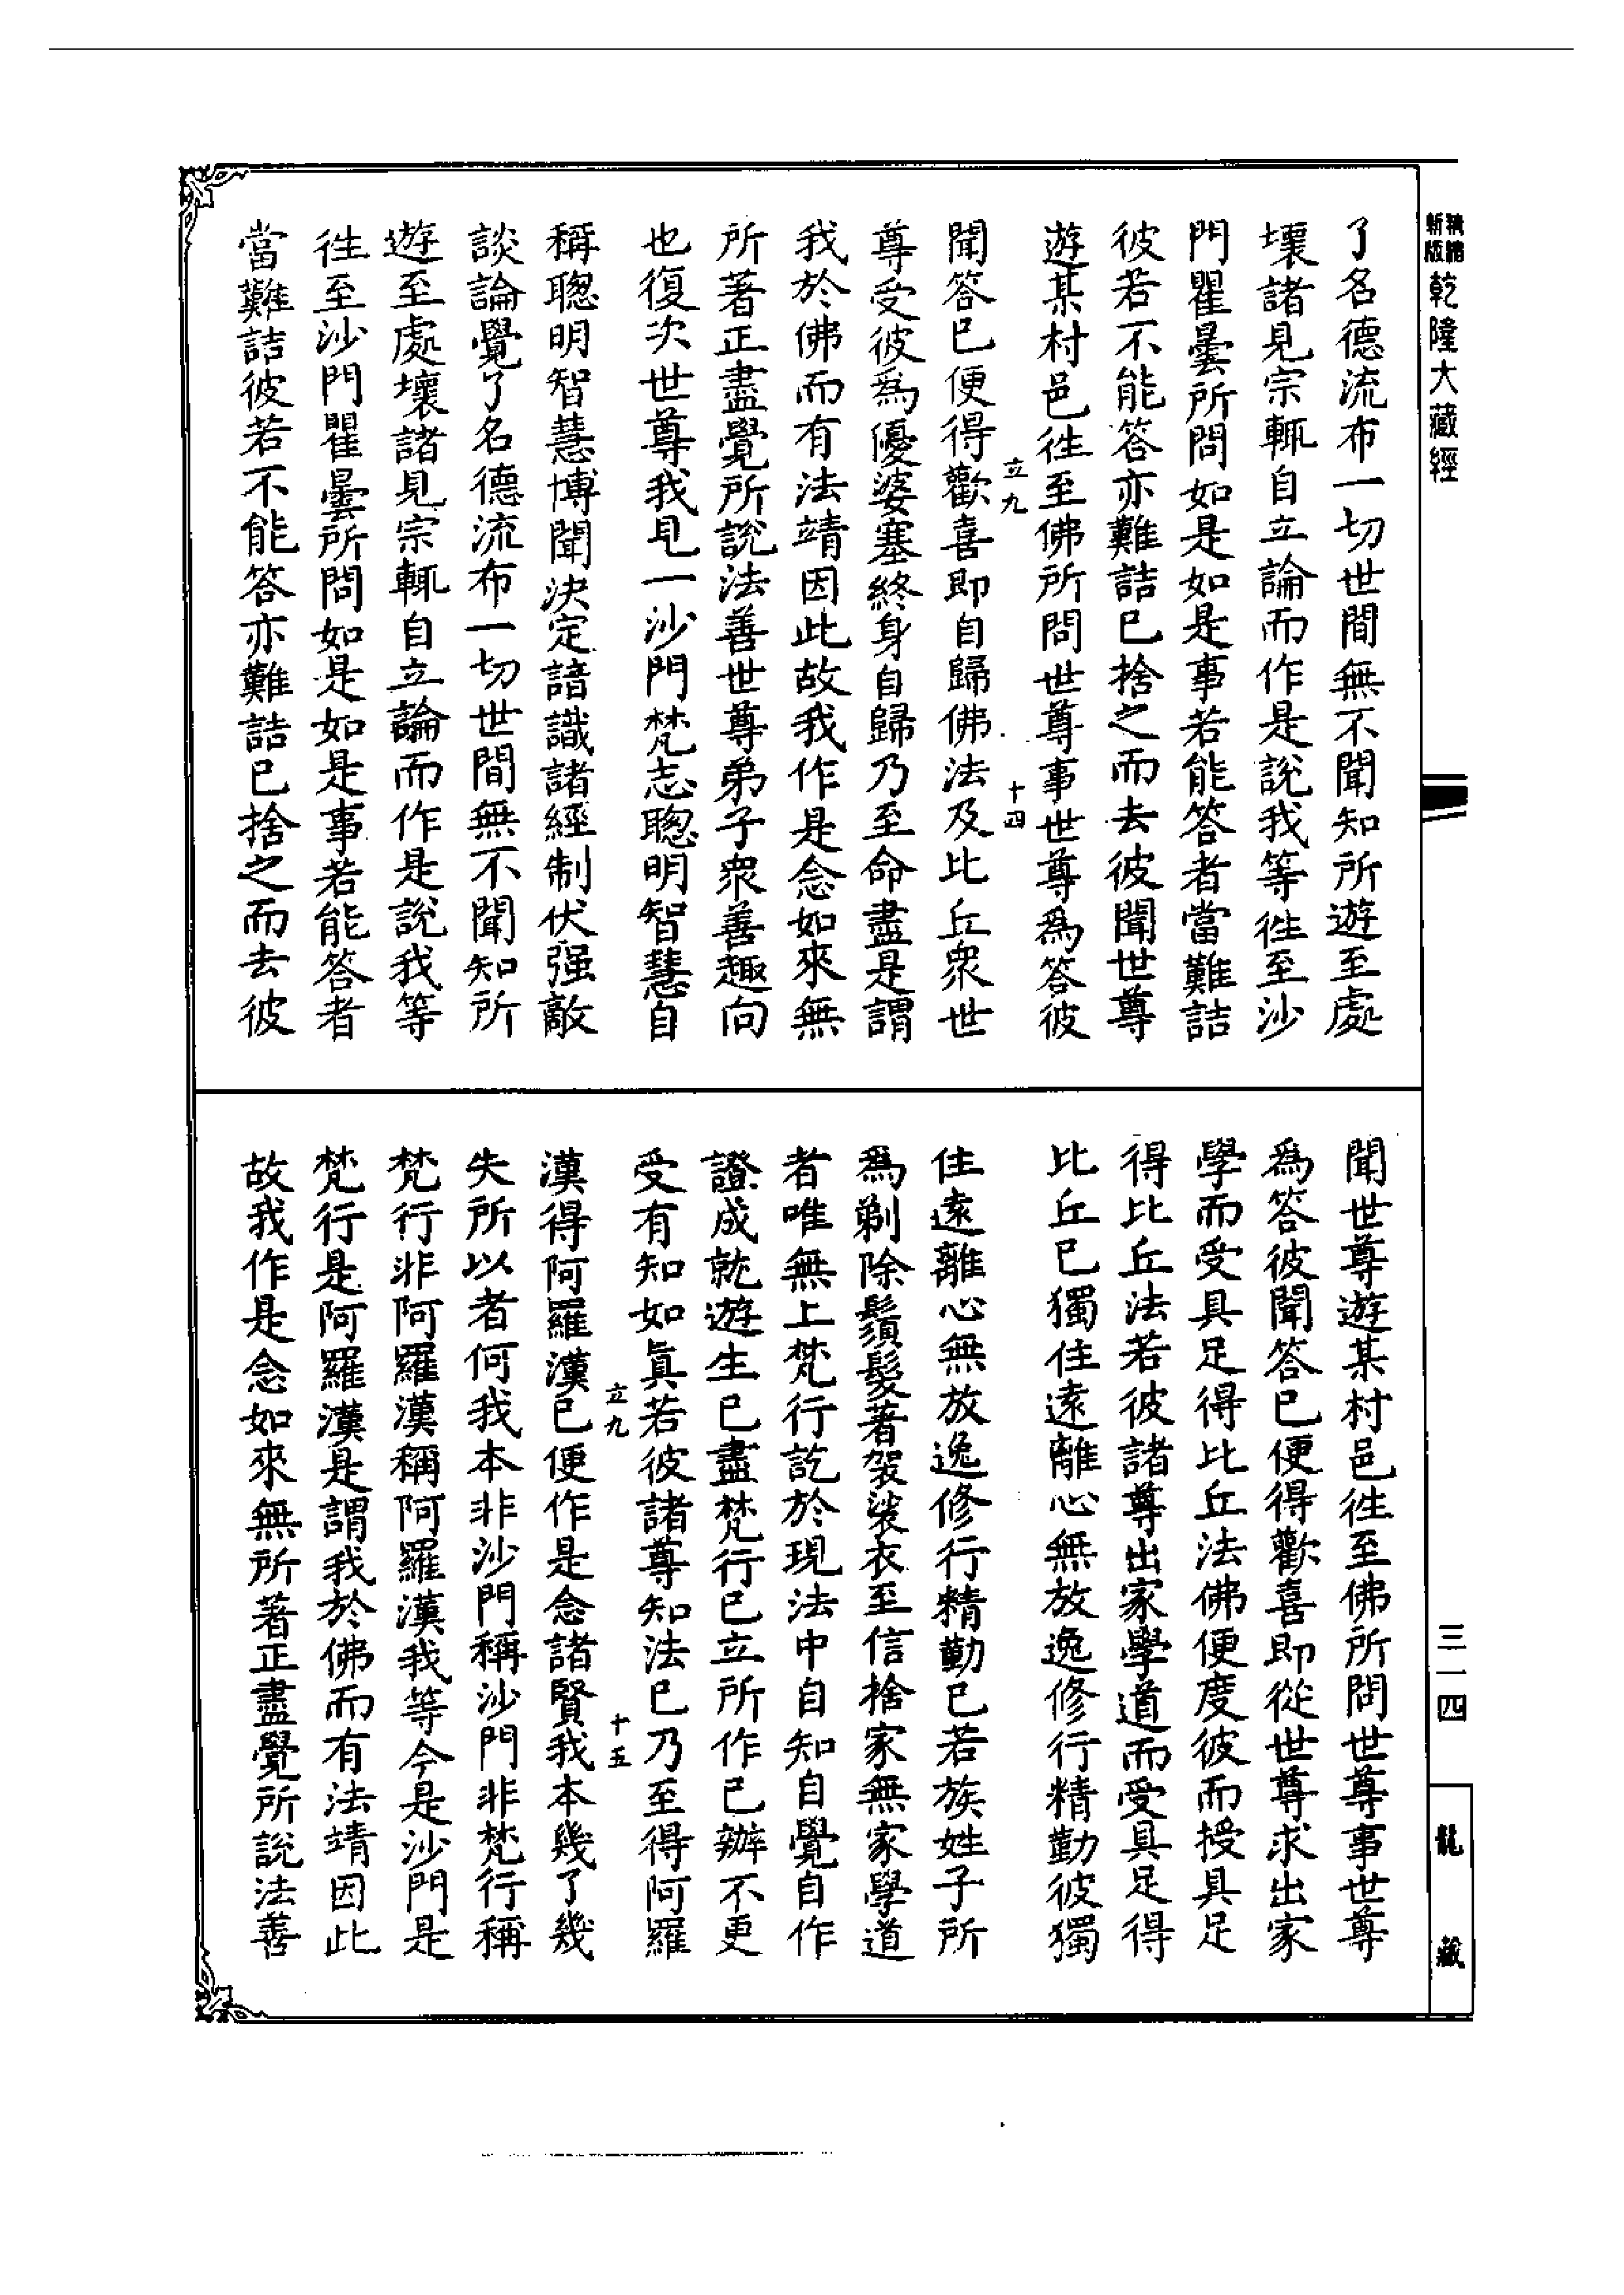 精縮
新版
乾隆大藏經
了名德流布一切世間無不聞知所遊至處
壞諸見宗輒自立論而作是說我等往至沙
門瞿曇所問如是如是事若能答者當難詰
彼若不能答亦難詰已捨之而去彼聞世尊
遊某村邑往至佛所問世尊事世尊為答彼
立九 十四
聞答已便得歡喜即自歸佛法及比丘眾世
尊受彼為優婆塞終身自歸乃至命盡是謂
我於佛而有法靖因此故我作是念如來無
所著正盡覺所說法善世尊弟子眾善趣向
也復次世尊我見一沙門梵志聰明智慧自
稱聰明智慧博聞決定諳識諸經制伏强敵
談論覺了名德流布一切世間無不聞知所
遊至處壞諸見宗輒自立論而作是說我等
往至沙門瞿曇所問如是如是事若能答者
當難詰彼若不能答亦難詰已捨之而去彼
聞世尊遊某村邑往至佛所問世尊事世尊
為答彼聞答已便得歡喜即從世尊求出家
學而受具足得比丘法佛便度彼而授具足
得比丘法若彼諸尊出家學道而受具足得
比丘已獨住遠離心無放逸修行精勤彼獨
住遠離心無放逸修行精勤已若族姓子所
為剃除鬚髮著袈裟衣至信捨家無家學道
者唯無上梵行訖於現法中自知自覺自作
證成就遊生已盡梵行已立所作已辦不更
受有知如眞若彼諸尊知法已乃至得阿羅
立九 十五
漢得阿羅漢已便作是念諸賢我本幾了幾
失所以者何我本非沙門稱沙門非梵行稱
梵行非阿羅漢稱阿羅漢我等今是沙門是
梵行是阿羅漢是謂我於佛而有法靖因此
故我作是念如來無所著正盡覺所說法善
三一四
龍藏